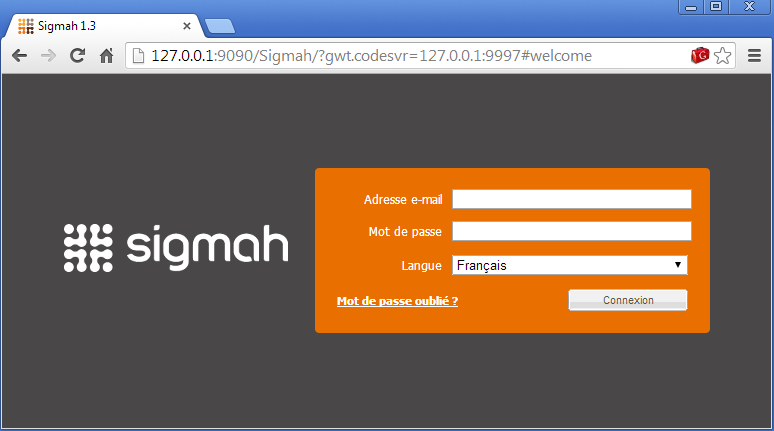 Sigmah 1.3
127.0.0.1:9090/Sigmah/?gwt.codesvr=127.0.0.1:9997#welcome
sigmah
Adresse e-mail
Mot de passe
Langue Français
Mot de passe oublié ? Connexion